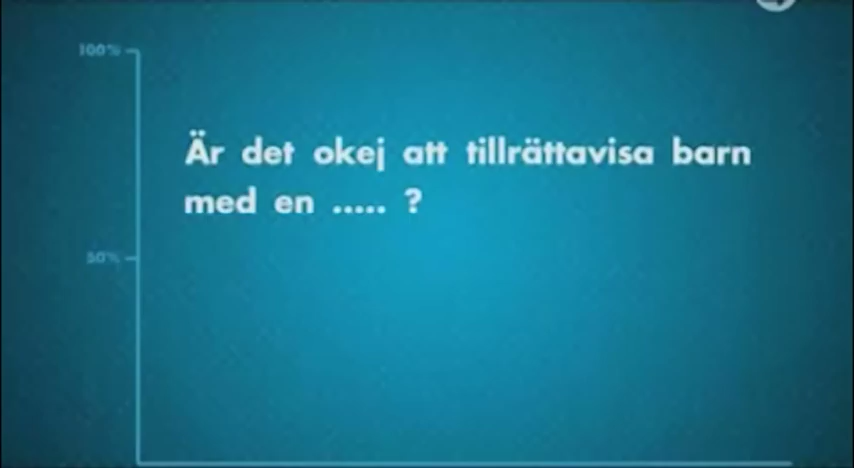 100%
Är det okej att tillrättavisa barn
med en ..... ?
50%